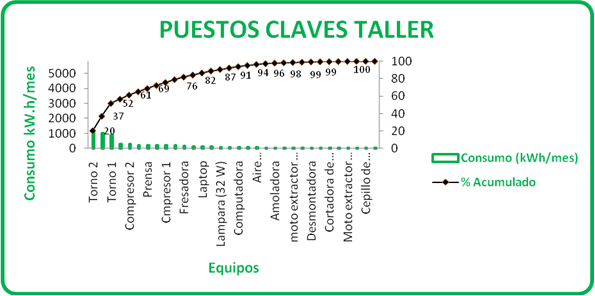 PUESTOS CLAVES TALLER
Consumo kW.h/mes
5000
4000
3000
2000
1000
0
100
80
60
40
20
0
20
37
52
61
69
76
82
87
91
94
96
98
99
99
100
Torno 2
Torno 1
Compresor 2
Prensa
Cmpresor 1
Fresadora
Laptop
Lampara (32 W)
Computadora
Aire...
Amoladora
moto extractor...
Desmontadora
Cortadora de...
Moto extractor...
Cepillo de...
Equipos
Consumo (kWh/mes)
% Acumulado